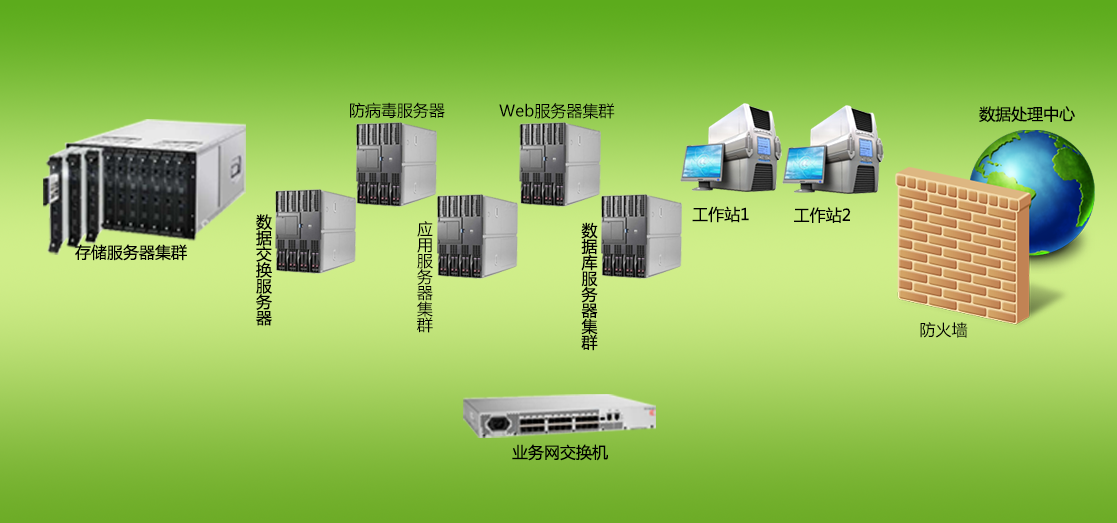 防病毒服务器
Web服务器集群
数据处理中心
工作站1
工作站2
存储服务器集群
数据交换服务器
应用服务器集群
数据库服务器集群
防火墙
业务网交换机